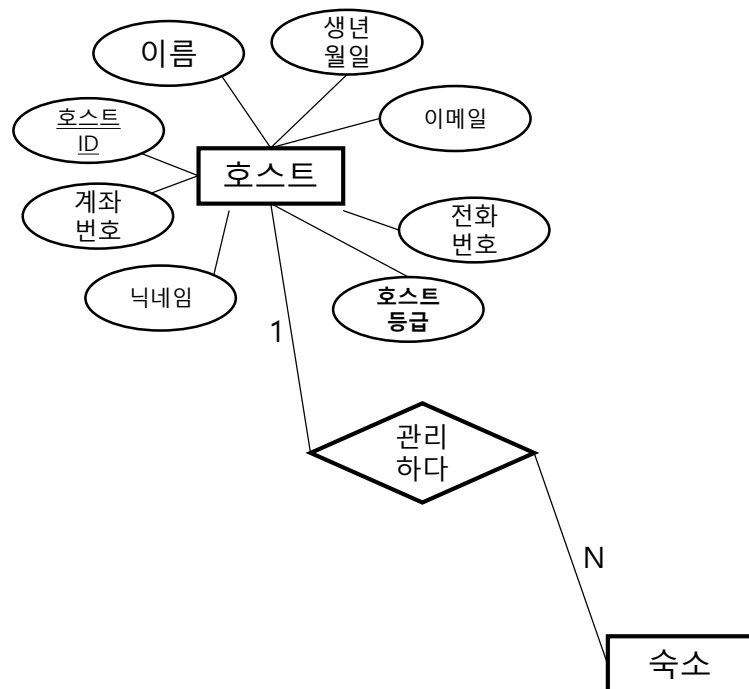 생년
월일
이름
이메일
호스트
ID
호스트
계좌
번호
전화
번호
닉네임
호스트
등급
1
관리
하다
N
숙소